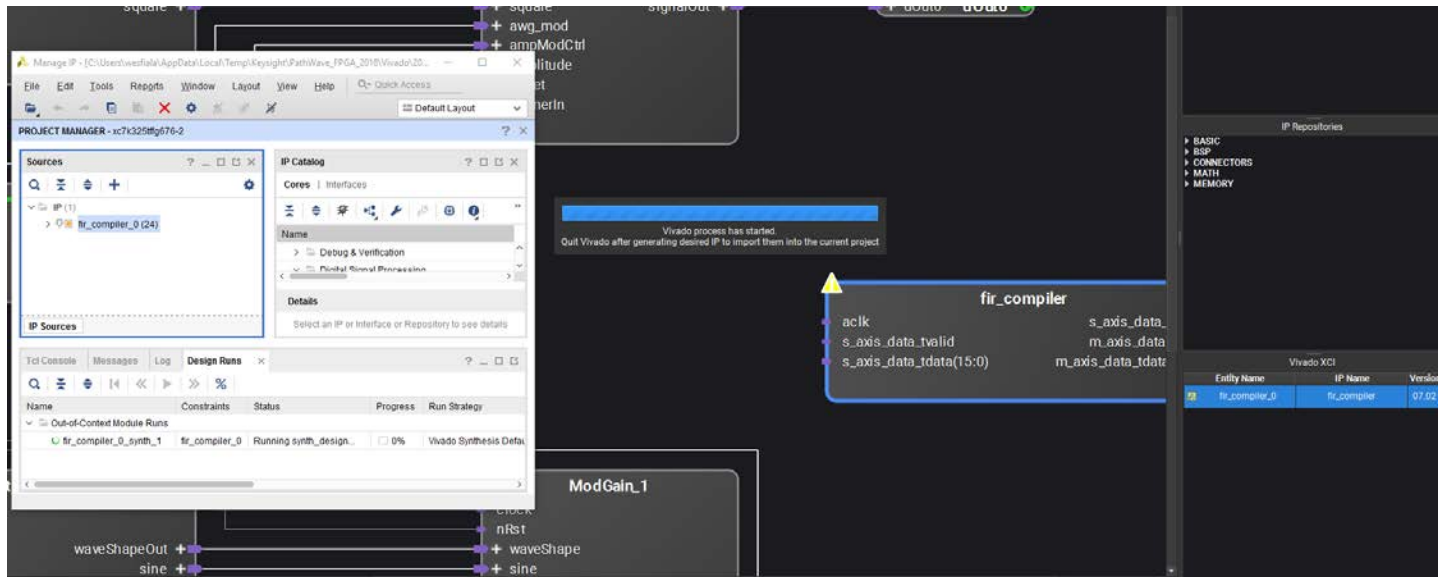 square
square
signalOut
awg_mod
ampModCtrl
Manage IP - [C:\Users\wesfiala\AppData\Local\Temp\Keysight\PathWave_FPGA_2018\Vivado\20...
File Edit Tools Reports Window Layout View Help Quick Access
Default Layout
PROJECT MANAGER - xc7k325tffg676-2
Sources
IP (1)
fir_compiler_0 (24)
IP Sources
IP Catalog
Cores | Interfaces
Name
Debug & Verification
Digital Signal Processing
Details
Select an IP or Interface or Repository to see details
Tcl Console Messages Log Design Runs
Name Constraints Status Progress Run Strategy
Out-of-Context Module Runs
fir_compiler_0_synth_1 fir_compiler_0 Running synth_design... 0% Vivado Synthesis Defau
Vivado process has started.
Quit Vivado after generating desired IP to import them into the current project
fir_compiler
aclk s_axis_data_
s_axis_data_tvalid m_axis_data
s_axis_data_tdata(15:0) m_axis_data_tdata
IP Repositories
BASIC
BSP
CONNECTORS
MATH
MEMORY
Vivado XCI
Entity Name IP Name Version
fir_compiler_0 fir_compiler 07.02
ModGain_1
clock
nRst
waveShapeOut waveShape
sine sine